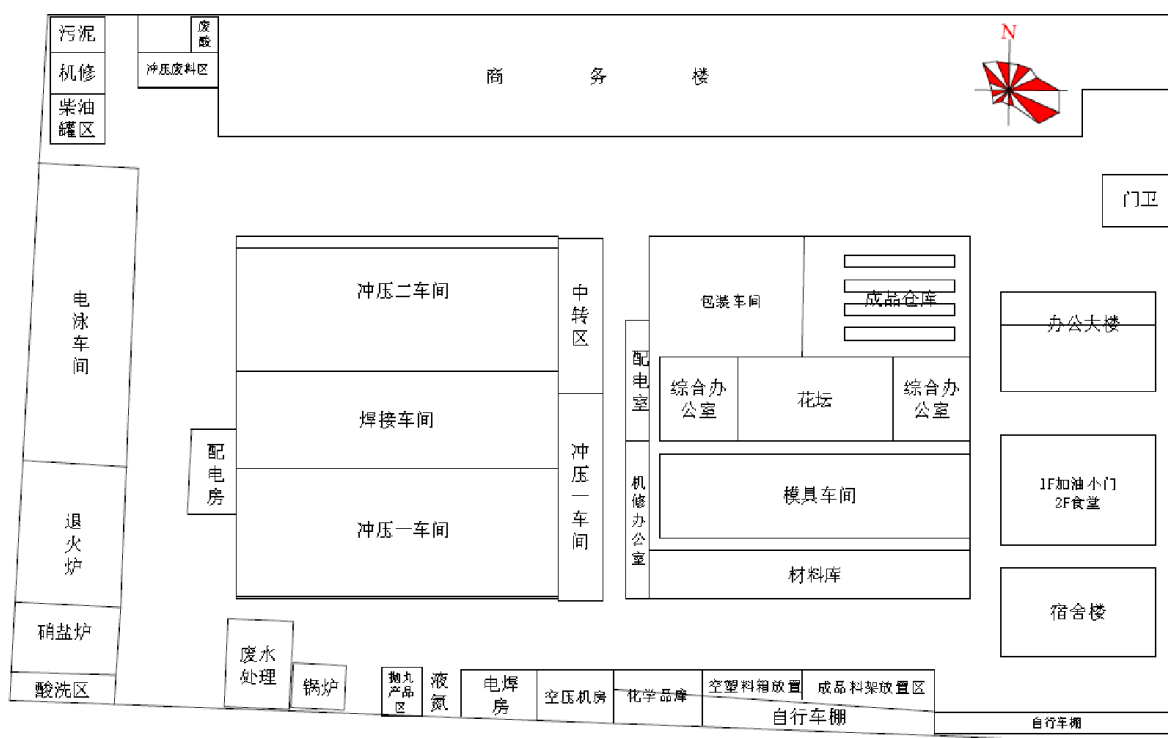 污泥
废
酸
N
机修
冲压废料区
商 务 楼
柴油
罐区
门卫
电
泳
车
间
冲压二车间
中
转
区
包装车间
成品仓库
办公大楼
配
电
室
综合办
公室
花坛
综合办
公室
焊接车间
配
电
房
冲
压
一
车
间
机
修
办
公
室
模具车间
1F加油小门
2F食堂
退
火
炉
冲压一车间
材料库
宿舍楼
硝盐炉
废水
处理
酸洗区
锅炉
抛丸
产品
区
液
氮
电焊
房
空压机房
化学品库
空塑料箱放置
成品料架放置区
自行车棚
自行车棚